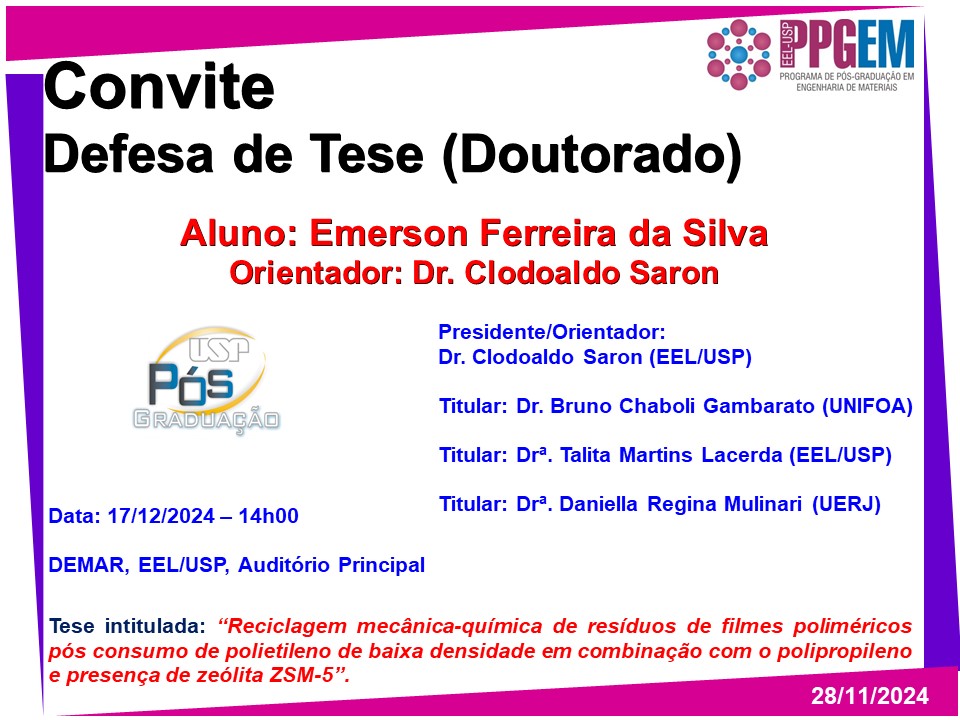 EEL-USP
PPGEM
PROGRAMA DE PÓS-GRADUAÇÃO EM
ENGENHARIA DE MATERIAIS
Convite
Defesa de Tese (Doutorado)
Aluno: Emerson Ferreira da Silva
Orientador: Dr. Clodoaldo Saron
USP
Pós
GRADUAÇÃO
Presidente/Orientador:
Dr. Clodoaldo Saron (EEL/USP)
Titular: Dr. Bruno Chaboli Gambarato (UNIFOA)
Titular: Drª. Talita Martins Lacerda (EEL/USP)
Titular: Drª. Daniella Regina Mulinari (UERJ)
Data: 17/12/2024 – 14h00
DEMAR, EEL/USP, Auditório Principal
Tese intitulada: “Reciclagem mecânica-química de resíduos de filmes poliméricos
pós consumo de polietileno de baixa densidade em combinação com o polipropileno
e presença de zeólita ZSM-5”.
28/11/2024